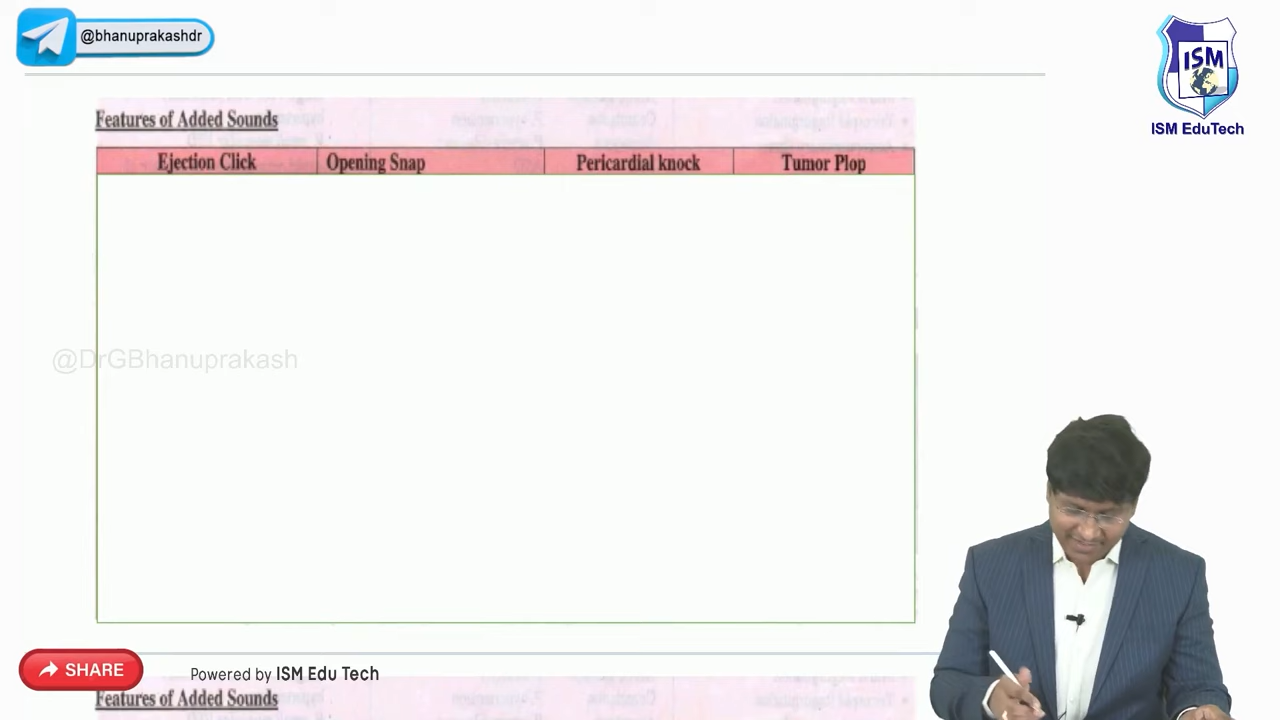 @bhanuprakashdr
ISM
ISM EduTech
Features of Added Sounds
Ejection Click
Opening Snap
Pericardial knock
Tumor Plop
@DrGBhanuprakash
SHARE
Powered by ISM Edu Tech
Features of Added Sounds